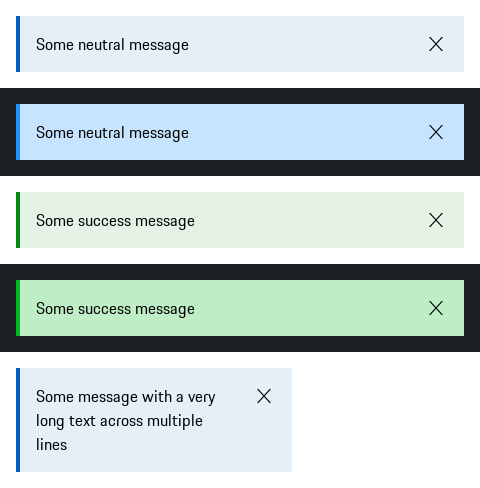 Some neutral message
Some neutral message
Some success message
Some success message
Some message with a very
long text across multiple
lines